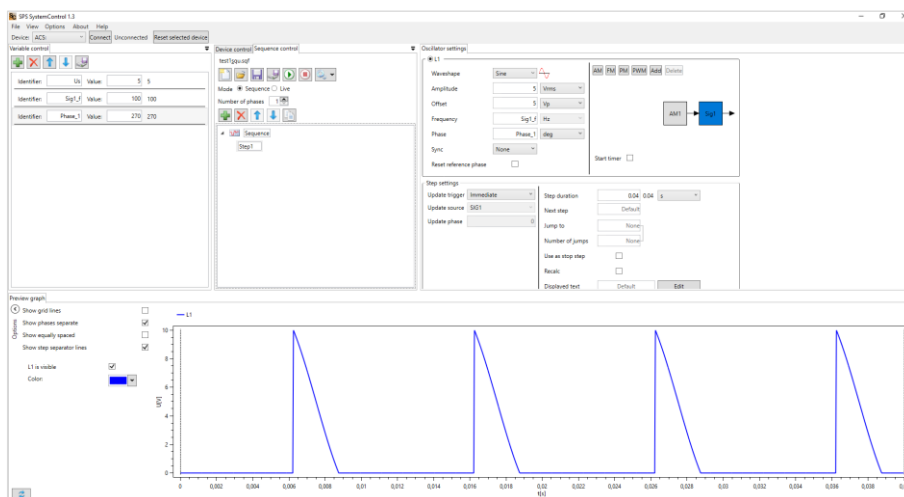 SPS SystemControl 1.3
File View Options About Help
Device: ACS Connect Unconnected Reset selected device
Variable control
Identifier: Us Value: 5 5
Identifier: Sig1_f Value: 100 100
Identifier: Phase_1 Value: 270 270
Device control Sequence control
Mode Sequence Live
Number of phases 1
Sequence
Step1
Oscillator settings
L1
Waveshape Sine
Amplitude 5 Vrms
Offset 5 Vp
Frequency Sig1_f Hz
Phase Phase_1 deg
Sync None
Reset reference phase
AM FM PM PWM Add Delete
AM1 Sig1
Start timer
Step settings
Update trigger Immediate
Update source SIG1
Update phase 0
Step duration 0.04 0.04 s
Next step Default
Jump to None
Number of jumps None
Use as stop step
Recalc
Displayed text Default Edit
Preview graph
Options
Show grid lines
Show phases separate
Show equally spaced
Show step separator lines
L1 is visible
Color:
L1
U[V]
10
8
6
4
2
0
0 0,002 0,004 0,006 0,008 0,01 0,012 0,014 0,016 0,018 0,02 0,022 0,024 0,026 0,028 0,03 0,032 0,034 0,036 0,038
t[s]